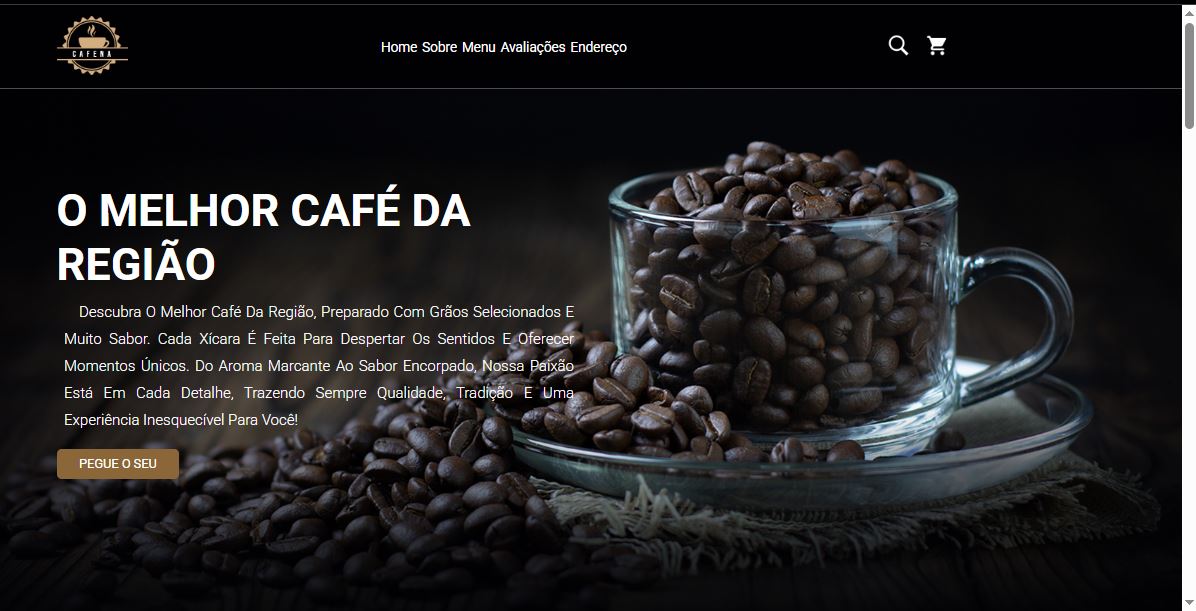 CAFENA
Home Sobre Menu Avaliações Endereço
O MELHOR CAFÉ DA
REGIÃO
Descubra O Melhor Café Da Região, Preparado Com Grãos Selecionados E
Muito Sabor. Cada Xícara É Feita Para Despertar Os Sentidos E Oferecer
Momentos Únicos. Do Aroma Marcante Ao Sabor Encorpado, Nossa Paixão
Está Em Cada Detalhe, Trazendo Sempre Qualidade, Tradição E Uma
Experiência Inesquecível Para Você!
PEGUE O SEU